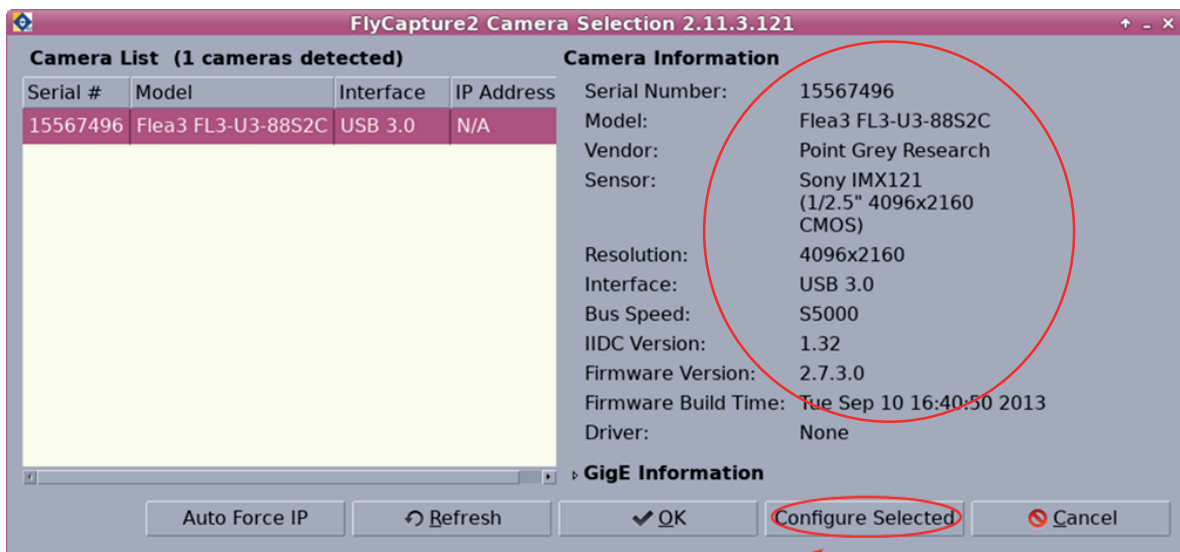 FlyCapture2 Camera Selection 2.11.3.121
Camera List (1 cameras detected)
Serial # Model Interface IP Address
15567496 Flea3 FL3-U3-88S2C USB 3.0 N/A
Camera Information
Serial Number: 15567496
Model: Flea3 FL3-U3-88S2C
Vendor: Point Grey Research
Sensor: Sony IMX121
(1/2.5" 4096x2160
CMOS)
Resolution: 4096x2160
Interface: USB 3.0
Bus Speed: S5000
IIDC Version: 1.32
Firmware Version: 2.7.3.0
Firmware Build Time: Tue Sep 10 16:40:50 2013
Driver: None
GigE Information
Auto Force IP Refresh OK Configure Selected Cancel